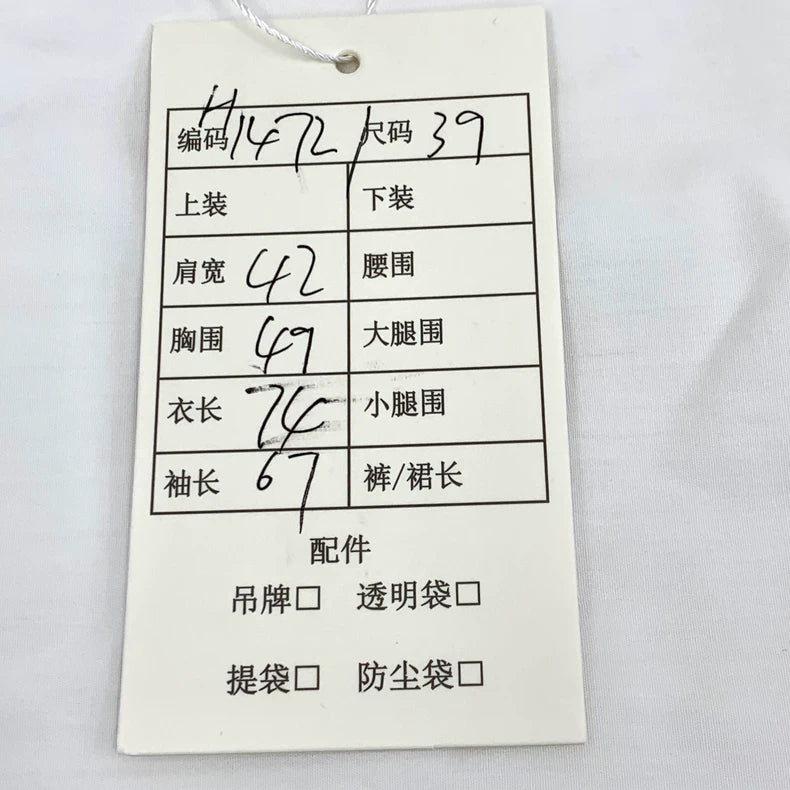 编码 H1472 尺码 39
上装 下装
肩宽 42 腰围
胸围 49 大腿围
衣长 74 小腿围
袖长 67 裤/裙长
配件
吊牌□ 透明袋□
提袋□ 防尘袋□